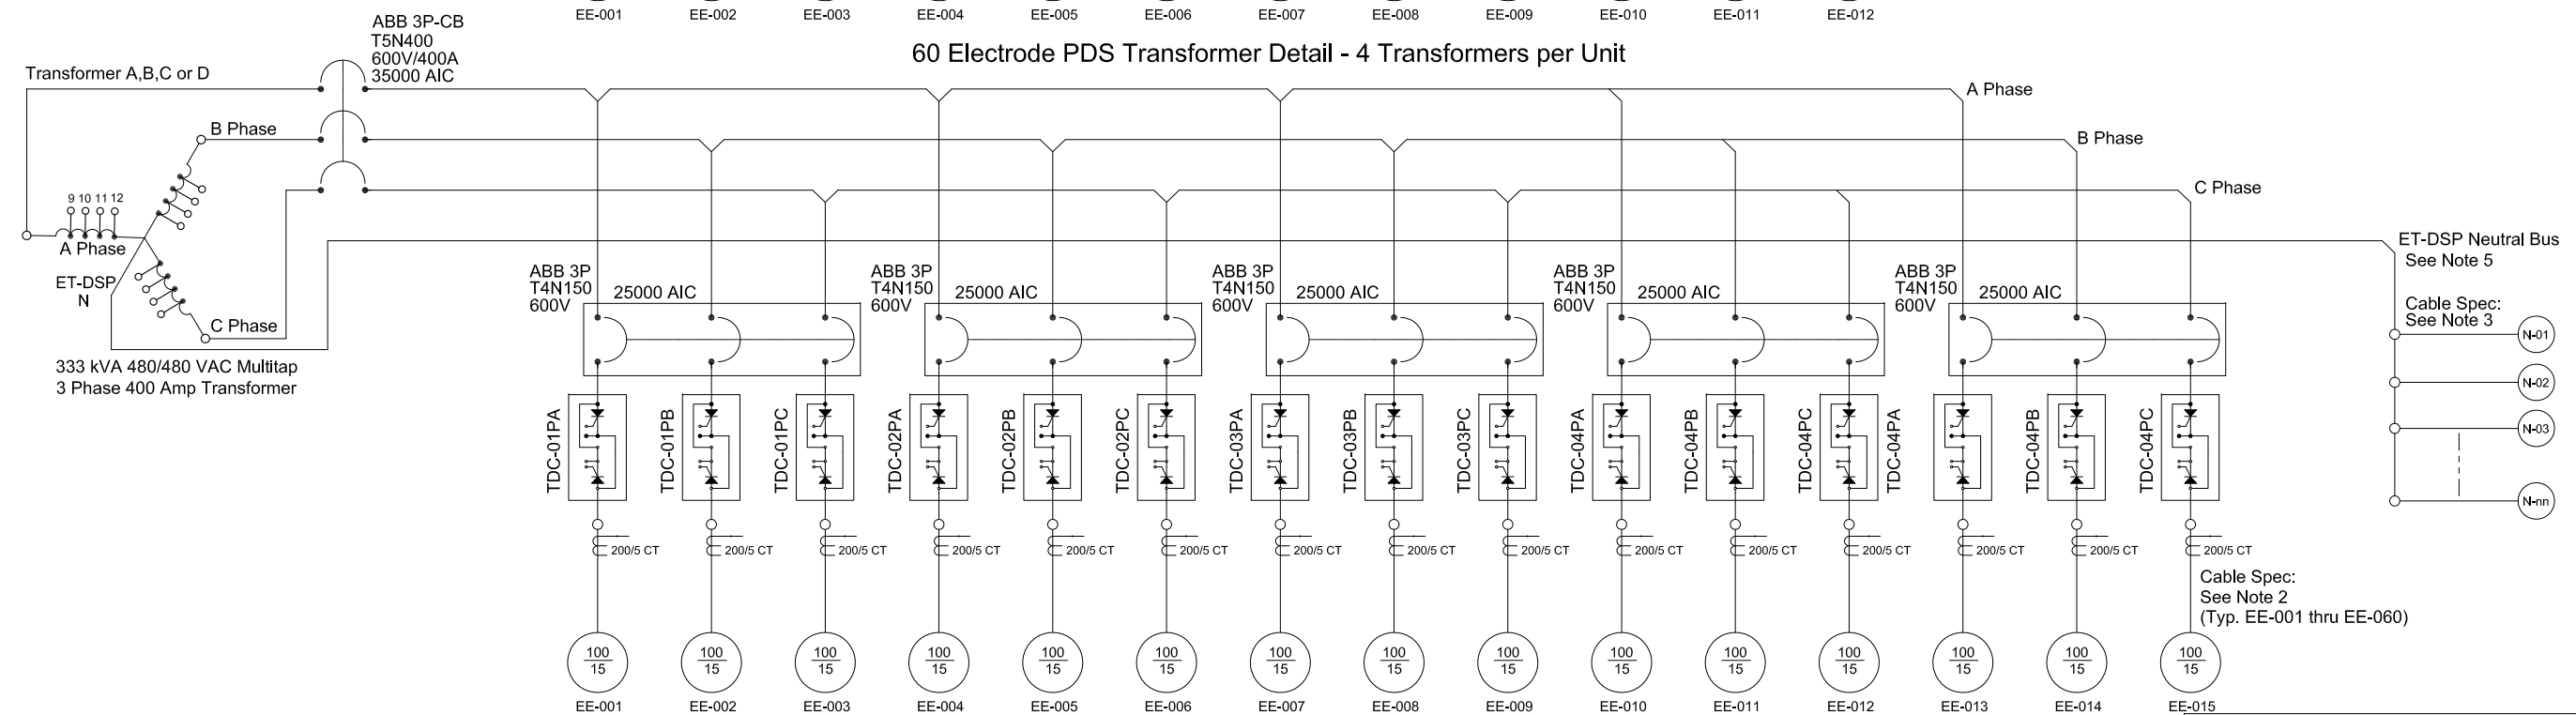 EE-001 EE-002 EE-003 EE-004 EE-005 EE-006 EE-007 EE-008 EE-009 EE-010 EE-011 EE-012
60 Electrode PDS Transformer Detail - 4 Transformers per Unit
ABB 3P-CB
T5N400
600V/400A
35000 AIC
Transformer A,B,C or D
A Phase
B Phase
B Phase
C Phase
9 10 11 12
A Phase
ET-DSP
N
C Phase
333 kVA 480/480 VAC Multitap
3 Phase 400 Amp Transformer
ET-DSP Neutral Bus
See Note 5
Cable Spec:
See Note 3
N-01
N-02
N-03
N-nn
ABB 3P
T4N150
600V
25000 AIC
ABB 3P
T4N150
600V
25000 AIC
ABB 3P
T4N150
600V
25000 AIC
ABB 3P
T4N150
600V
25000 AIC
ABB 3P
T4N150
600V
25000 AIC
TDC-01PA
TDC-01PB
TDC-01PC
TDC-02PA
TDC-02PB
TDC-02PC
TDC-03PA
TDC-03PB
TDC-03PC
TDC-04PA
TDC-04PB
TDC-04PC
TDC-04PA
TDC-04PB
TDC-04PC
200/5 CT 200/5 CT 200/5 CT 200/5 CT 200/5 CT 200/5 CT 200/5 CT 200/5 CT 200/5 CT 200/5 CT 200/5 CT 200/5 CT 200/5 CT 200/5 CT 200/5 CT
Cable Spec:
See Note 2
(Typ. EE-001 thru EE-060)
100 100 100 100 100 100 100 100 100 100 100 100 100 100 100
15 15 15 15 15 15 15 15 15 15 15 15 15 15 15
EE-001 EE-002 EE-003 EE-004 EE-005 EE-006 EE-007 EE-008 EE-009 EE-010 EE-011 EE-012 EE-013 EE-014 EE-015